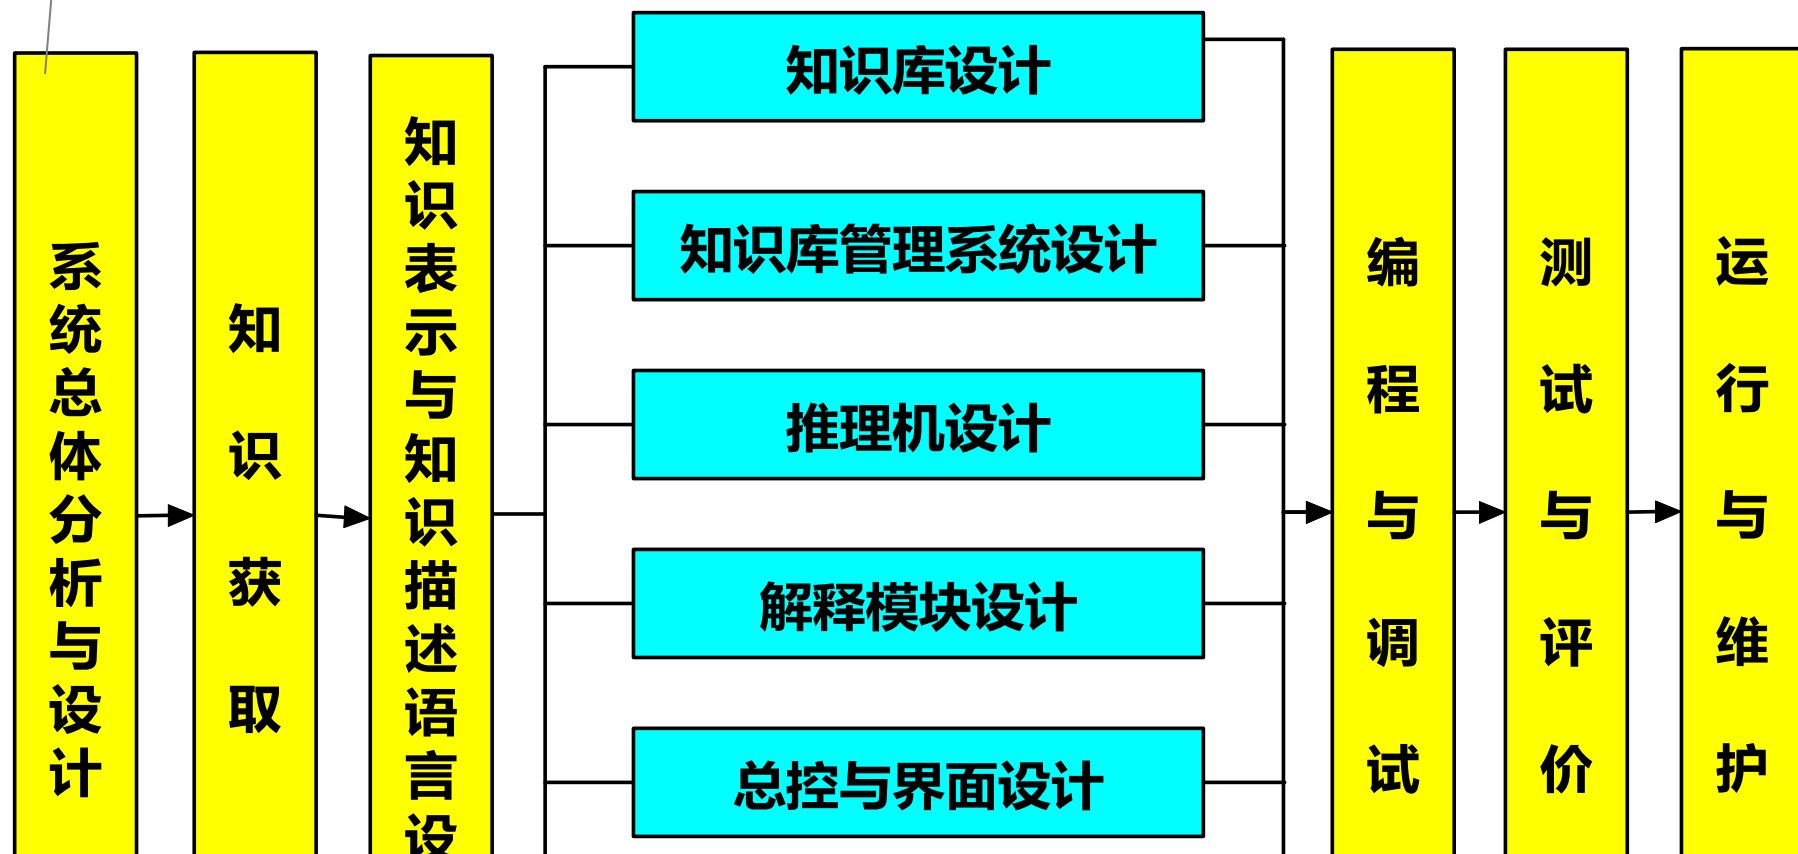 系统总体分析与设计
知识获取
知识表示与知识描述语言设
知识库设计
知识库管理系统设计
推理机设计
解释模块设计
总控与界面设计
编程与调试
测试与评价
运行与维护